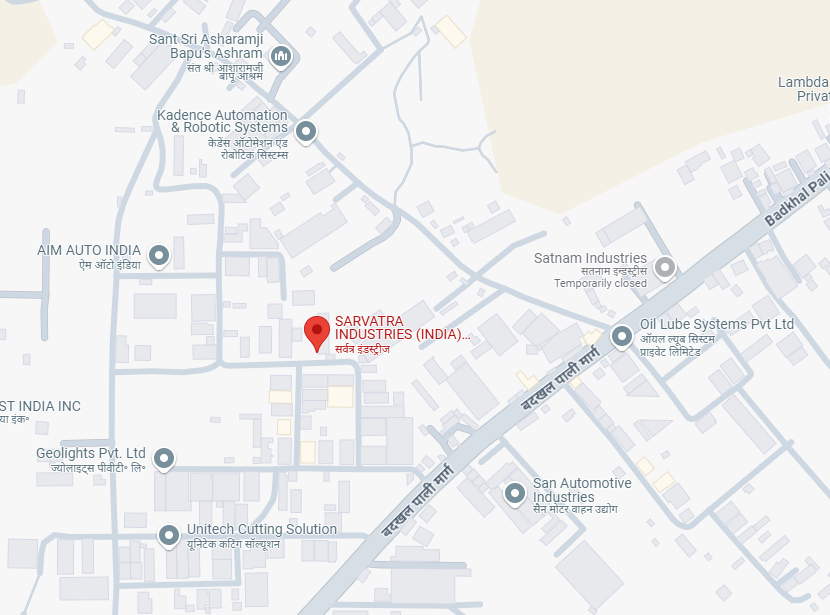 Sant Sri Asharamji
Bapu's Ashram
संत श्री आशारामजी
बापू आश्रम
Lambda
Privat
Kadence Automation
& Robotic Systems
केडेंस ऑटोमेशन एंड
रोबोटिक सिस्टम्स
Badkhal Pali
AIM AUTO INDIA
ऐम ऑटो इंडिया
Satnam Industries
सतनाम इन्डस्ट्रीस
Temporarily closed
SARVATRA
INDUSTRIES (INDIA)...
सर्वत्र इंडस्ट्रीज
Oil Lube Systems Pvt Ltd
ऑयल ल्यूब सिस्टम
प्राइवेट लिमिटेड
बदखल पाली मार्ग
ST INDIA INC
या इंक॰
Geolights Pvt. Ltd
ज्योलाइट्स पीवीटी॰ लि॰
बदखल पाली मार्ग
San Automotive
Industries
सैन मोटर वाहन उद्योग
Unitech Cutting Solution
यूनिटेक कटिंग सॉल्यूशन